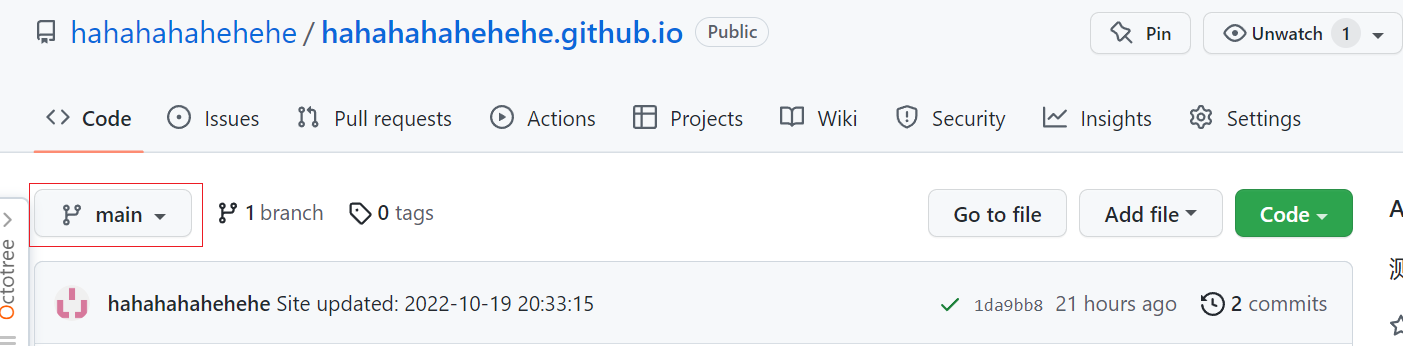 hahahahahehehe / hahahahahehehe.github.io Public Pin Unwatch 1
Code Issues Pull requests Actions Projects Wiki Security Insights Settings
main 1 branch 0 tags Go to file Add file Code
Octotree
hahahahahehehe Site updated: 2022-10-19 20:33:15 1da9bb8 21 hours ago 2 commits